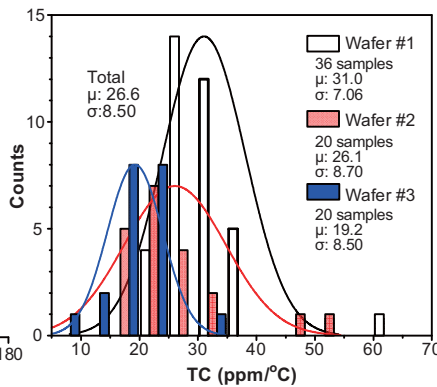 15
10
5
0
Counts
Total
μ: 26.6
σ:8.50
Wafer #1
36 samples
μ: 31.0
σ: 7.06
Wafer #2
20 samples
μ: 26.1
σ: 8.70
Wafer #3
20 samples
μ: 19.2
σ: 8.50
180 10 20 30 40 50 60 70
TC (ppm/°C)